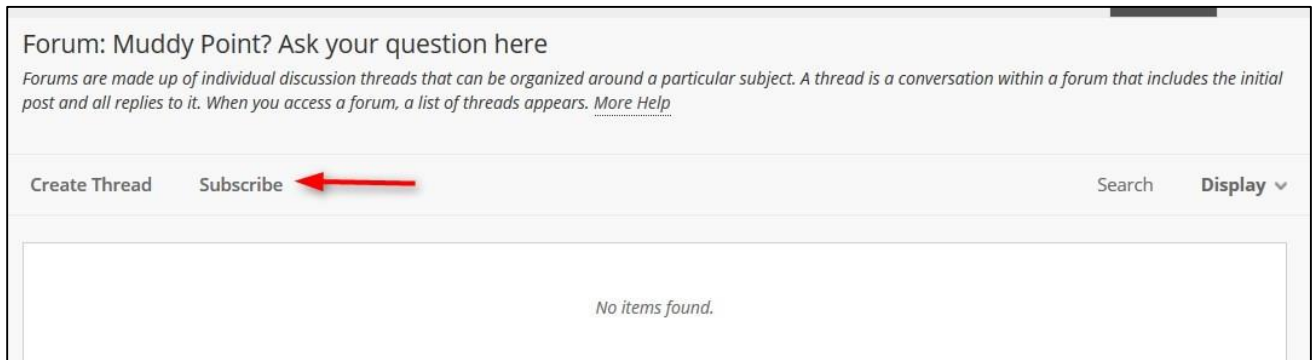 Forum: Muddy Point? Ask your question here
Forums are made up of individual discussion threads that can be organized around a particular subject. A thread is a conversation within a forum that includes the initial
post and all replies to it. When you access a forum, a list of threads appears. More Help
Create Thread Subscribe Search Display
No items found.